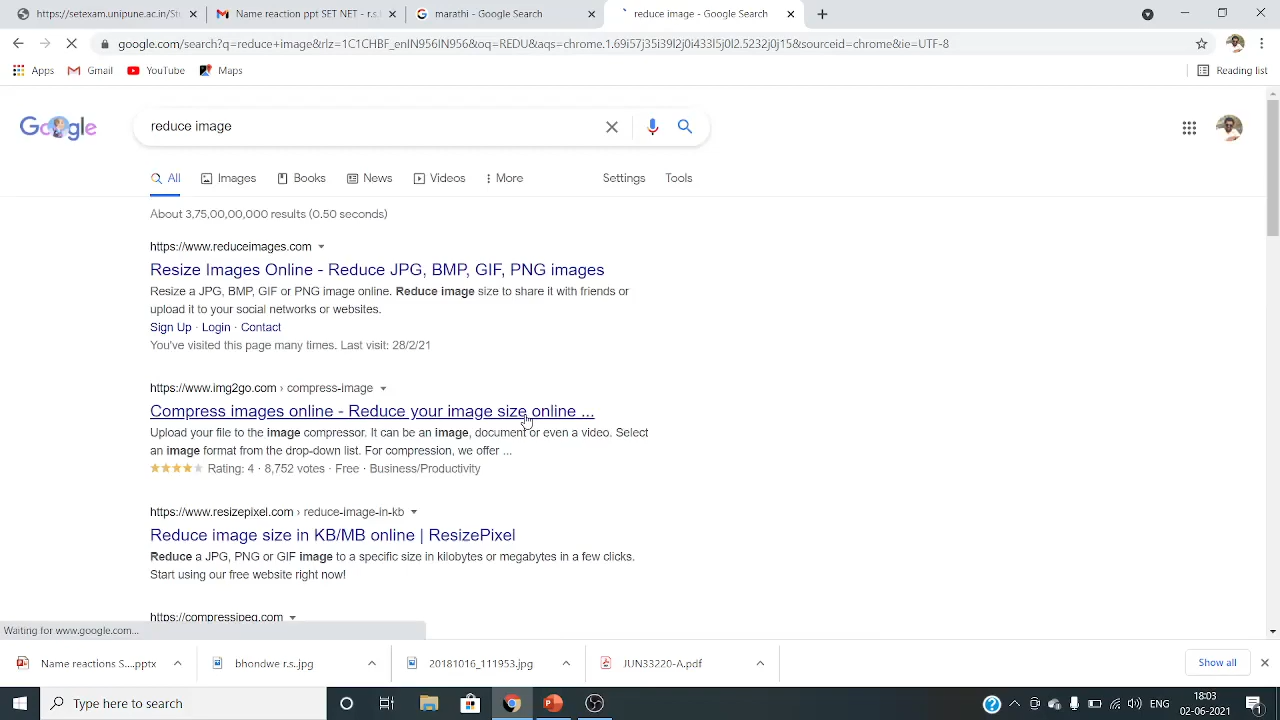 https://setexam.unipune.ac.in/St
Name reaction ppt SET NET - r.s.l
marathi - Google Search
reduce image - Google Search
google.com/search?q=reduce+image&rlz=1C1CHBF_enIN956IN956&oq=REDU&aqs=chrome.1.69i57j35i39l2j0i433l5j0l2.5232j0j15&sourceid=chrome&ie=UTF-8
Apps Gmail YouTube Maps Reading list
Google
reduce image
All Images Books News Videos More Settings Tools
About 3,75,00,00,000 results (0.50 seconds)
https://www.reduceimages.com
Resize Images Online - Reduce JPG, BMP, GIF, PNG images
Resize a JPG, BMP, GIF or PNG image online. Reduce image size to share it with friends or
upload it to your social networks or websites.
Sign Up · Login · Contact
You've visited this page many times. Last visit: 28/2/21
https://www.img2go.com › compress-image
Compress images online - Reduce your image size online ...
Upload your file to the image compressor. It can be an image, document or even a video. Select
an image format from the drop-down list. For compression, we offer ...
Rating: 4 · 8,752 votes · Free · Business/Productivity
https://www.resizepixel.com › reduce-image-in-kb
Reduce image size in KB/MB online | ResizePixel
Reduce a JPG, PNG or GIF image to a specific size in kilobytes or megabytes in a few clicks.
Start using our free website right now!
https://compressjpeg.com
Waiting for www.google.com...
Name reactions S....pptx
bhondwe r.s.jpg
20181016_111953.jpg
JUN33220-A.pdf
Show all
Type here to search
ENG
18:03
02-06-2021
1